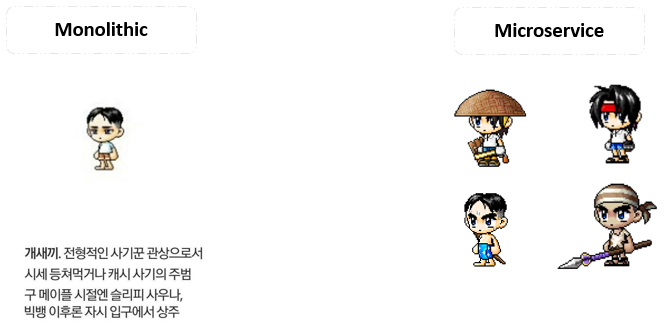 Monolithic
Microservice
개새끼. 전형적인 사기꾼 관상으로서
시세 등쳐먹거나 캐시 사기의 주범
구 메이플 시절엔 슬리피 사우나,
빅뱅 이후론 자시 입구에서 상주